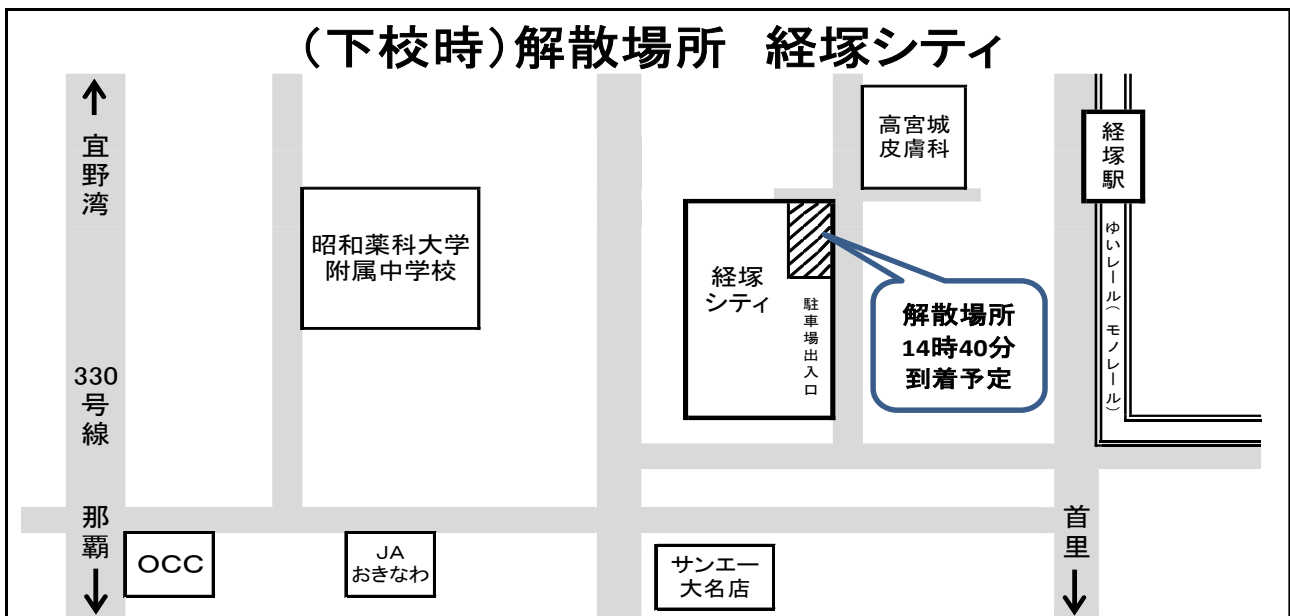 (下校時)解散場所 経塚シティ
宜野湾
330
号線
那覇
昭和薬科大学
附属中学校
高宮城
皮膚科
経塚駅
ゆいレール(モノレール)
経塚
シティ
駐車場出入口
解散場所
14時40分
到着予定
首里
OCC
JA
おきなわ
サンエー
大名店